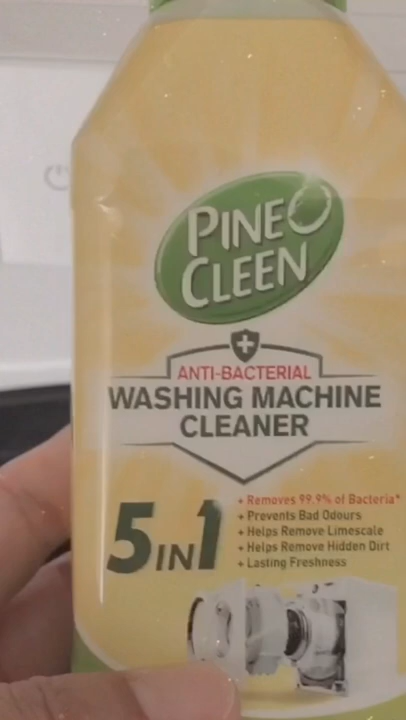 PINE O
CLEEN
ANTI-BACTERIAL
WASHING MACHINE
CLEANER
5 IN 1
+ Removes 99.9% of Bacteria*
+ Prevents Bad Odours
+ Helps Remove Limescale
+ Helps Remove Hidden Dirt
+ Lasting Freshness